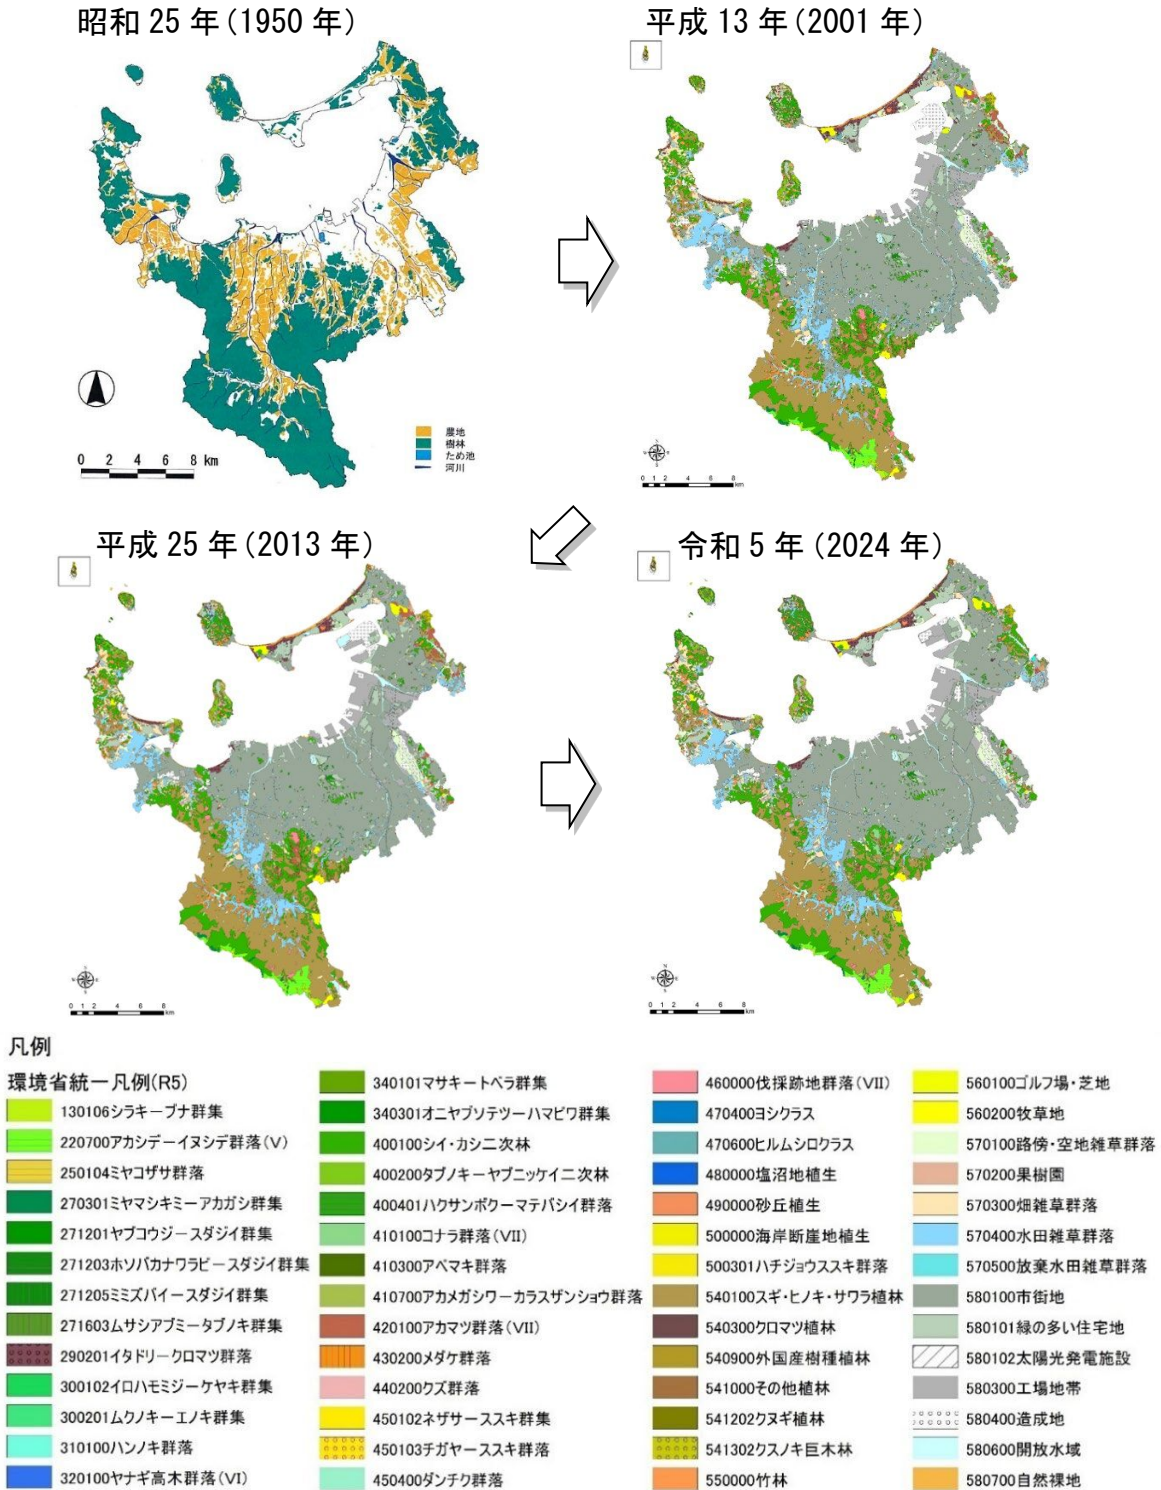 昭和 25 年（1950 年）
平成 13 年（2001 年）
農地
樹林
ため池
河川
0 2 4 6 8 km
0 1 2 4 6 8
km
平成 25 年（2013 年）
令和 5 年（2024 年）
0 1 2 4 6 8
km
0 1 2 4 6 8
km
凡例
環境省統一凡例(R5)
130106シラキーブナ群集
220700アカシデーイヌシデ群落(Ⅴ)
250104ミヤコザサ群落
270301ミヤマシキミーアカガシ群集
271201ヤブコウジースダジイ群集
271203ホソバカナワラビースダジイ群集
271205ミミズバイースダジイ群集
271603ムサシアブミータブノキ群集
290201イタドリークロマツ群落
300102イロハモミジーケヤキ群集
300201ムクノキーエノキ群集
310100ハンノキ群落
320100ヤナギ高木群落(Ⅵ)
340101マサキートベラ群集
340301オニヤブソテツーハマビワ群集
400100シイ・カシ二次林
400200タブノキーヤブニッケイ二次林
400401ハクサンボクーマテバシイ群落
410100コナラ群落(Ⅶ)
410300アベマキ群落
410700アカメガシワーカラスザンショウ群落
420100アカマツ群落(Ⅶ)
430200メダケ群落
440200クズ群落
450102ネザサーススキ群集
450103チガヤーススキ群落
450400ダンチク群落
460000伐採跡地群落(Ⅶ)
470400ヨシクラス
470600ヒルムシロクラス
480000塩沼地植生
490000砂丘植生
500000海岸断崖地植生
500301ハチジョウススキ群落
540100スギ・ヒノキ・サワラ植林
540300クロマツ植林
540900外国産樹種植林
541000その他植林
541202クヌギ植林
541302クスノキ巨木林
550000竹林
560100ゴルフ場・芝地
560200牧草地
570100路傍・空地雑草群落
570200果樹園
570300畑雑草群落
570400水田雑草群落
570500放棄水田雑草群落
580100市街地
580101緑の多い住宅地
580102太陽光発電施設
580300工場地帯
580400造成地
580600開放水域
580700自然裸地